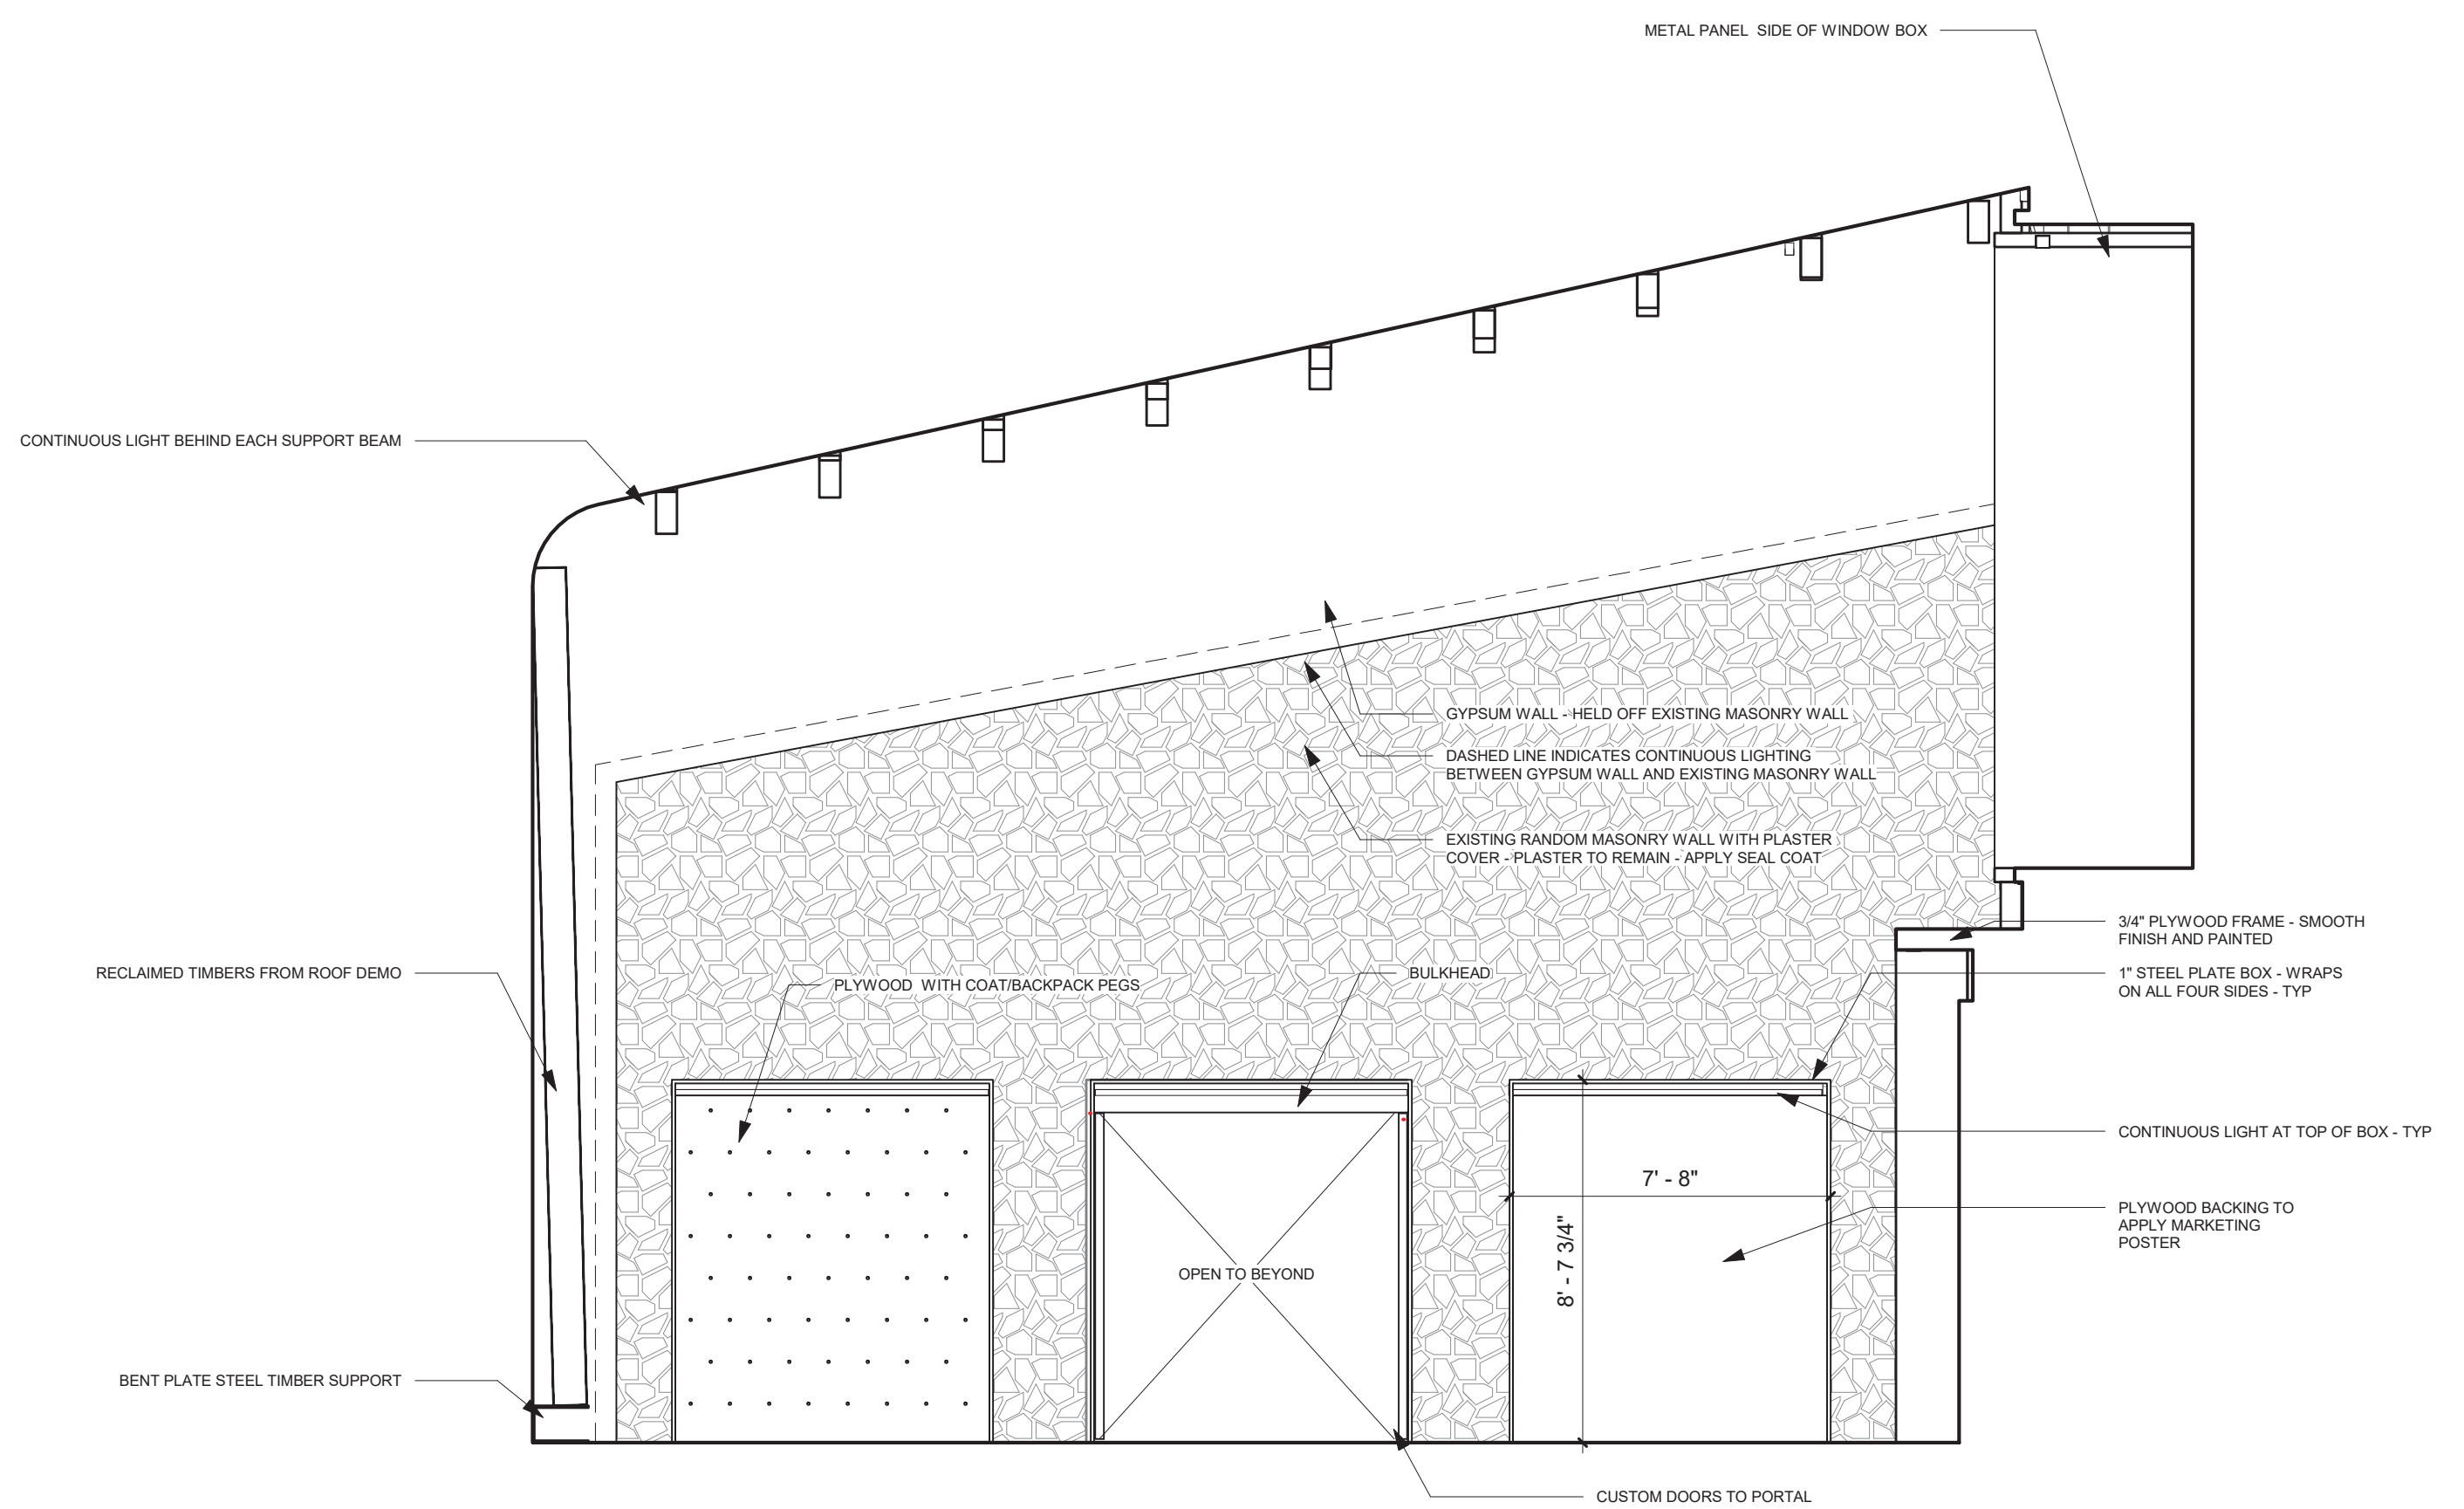 METAL PANEL  SIDE OF WINDOW BOX
CONTINUOUS LIGHT BEHIND EACH SUPPORT BEAM
GYPSUM WALL - HELD OFF EXISTING MASONRY WALL
DASHED LINE INDICATES CONTINUOUS LIGHTING
BETWEEN GYPSUM WALL AND EXISTING MASONRY WALL
EXISTING RANDOM MASONRY WALL WITH PLASTER
COVER - PLASTER TO REMAIN - APPLY SEAL COAT
3/4" PLYWOOD FRAME - SMOOTH
FINISH AND PAINTED
RECLAIMED TIMBERS FROM ROOF DEMO
PLYWOOD  WITH COAT/BACKPACK PEGS
BULKHEAD
1" STEEL PLATE BOX - WRAPS
ON ALL FOUR SIDES - TYP
CONTINUOUS LIGHT AT TOP OF BOX - TYP
7' - 8"
8' - 7 3/4"
PLYWOOD BACKING TO
APPLY MARKETING
POSTER
OPEN TO BEYOND
BENT PLATE STEEL TIMBER SUPPORT
CUSTOM DOORS TO PORTAL